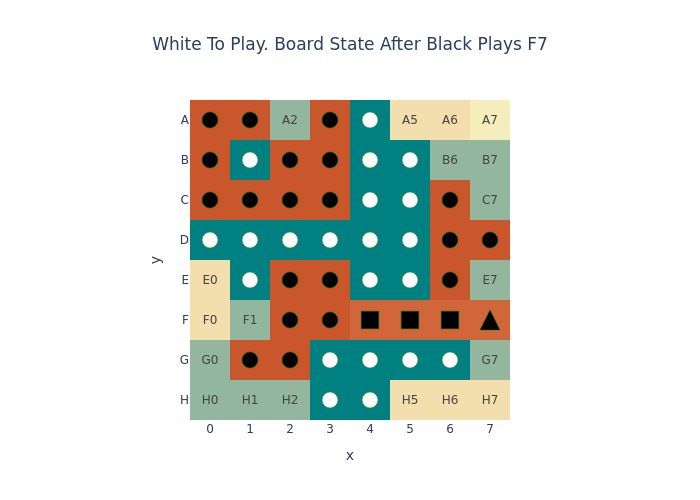 White To Play. Board State After Black Plays F7
A A2 A5 A6 A7
B B6 B7
C C7
D
E E0 E7
F F0 F1
G G0 G7
H H0 H1 H2 H5 H6 H7
0 1 2 3 4 5 6 7
x
y